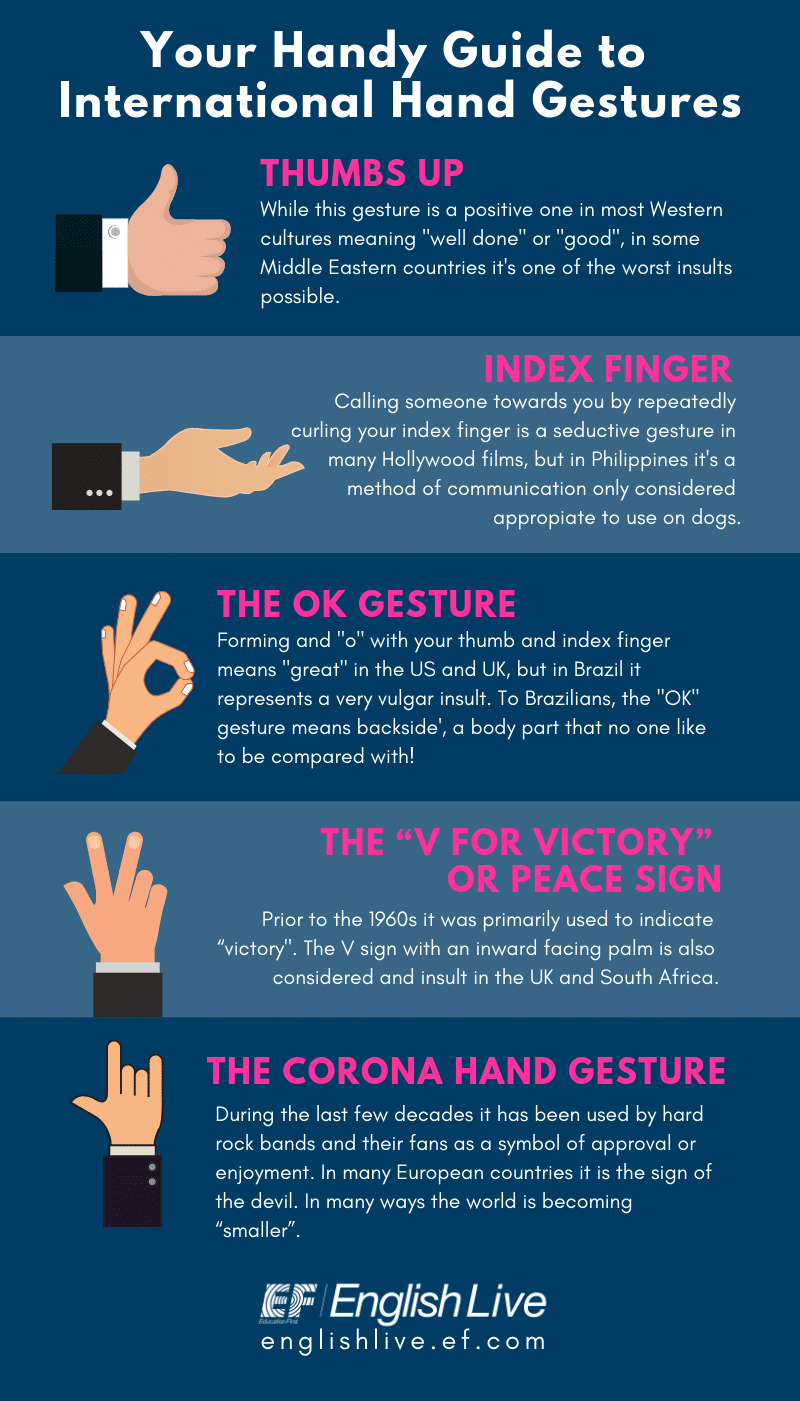 Your Handy Guide to
International Hand Gestures
THUMBS UP
While this gesture is a positive one in most Western
cultures meaning "well done" or "good", in some
Middle Eastern countries it's one of the worst insults
possible.
INDEX FINGER
Calling someone towards you by repeatedly
curling your index finger is a seductive gesture in
many Hollywood films, but in Philippines it's a
method of communication only considered
appropiate to use on dogs.
THE OK GESTURE
Forming and "o" with your thumb and index finger
means "great" in the US and UK, but in Brazil it
represents a very vulgar insult. To Brazilians, the "OK"
gesture means backside', a body part that no one like
to be compared with!
THE “V FOR VICTORY”
OR PEACE SIGN
Prior to the 1960s it was primarily used to indicate
“victory". The V sign with an inward facing palm is also
considered and insult in the UK and South Africa.
THE CORONA HAND GESTURE
During the last few decades it has been used by hard
rock bands and their fans as a symbol of approval or
enjoyment. In many European countries it is the sign of
the devil. In many ways the world is becoming
“smaller”.
EF English Live
Education First
englishlive.ef.com